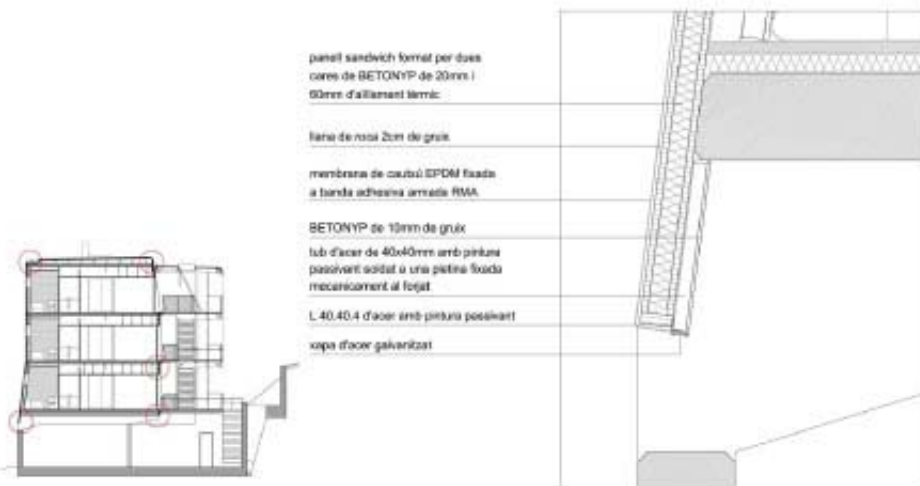 panell sandwich format per dues
cares de BETONYP de 20mm i
60mm d'aïllament tèrmic
llana de roca 2cm de gruix
membrana de cautxú EPDM fixada
a banda adhesiva armada RMA
BETONYP de 10mm de gruix
tub d'acer de 40x40mm amb pintura
passivant soldat a una pletina fixada
mecanicament al forjat
L 40.40.4 d'acer amb pintura passivant
xapa d'acer galvanitzat